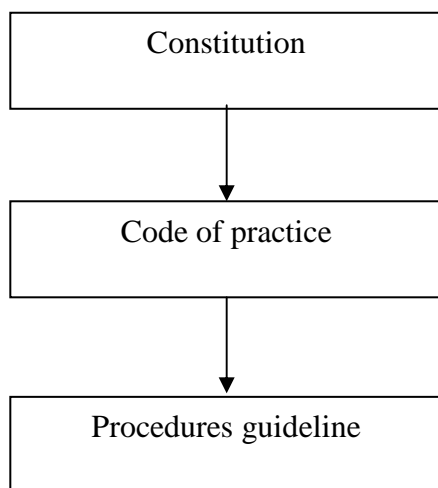 Constitution
Code of practice
Procedures guideline